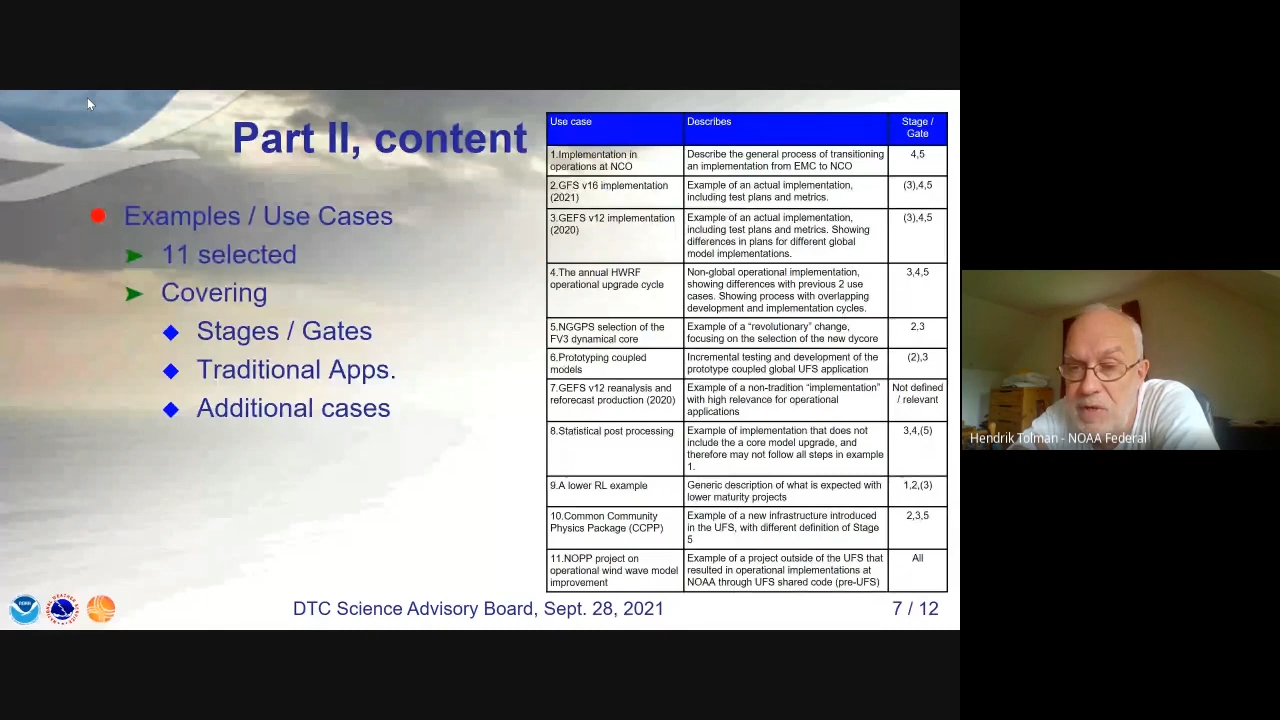 Part II, content
Examples / Use Cases
11 selected
Covering
Stages / Gates
Traditional Apps.
Additional cases
Use case Describes Stage /
Gate
1.Implementation in
operations at NCO
Describe the general process of transitioning
an implementation from EMC to NCO
4,5
2.GFS v16 implementation
(2021)
Example of an actual implementation,
including test plans and metrics.
(3),4,5
3.GEFS v12 implementation
(2020)
Example of an actual implementation,
including test plans and metrics. Showing
differences in plans for different global
model implementations.
(3),4,5
4.The annual HWRF
operational upgrade cycle
Non-global operational implementation,
showing differences with previous 2 use
cases. Showing process with overlapping
development and implementation cycles.
3,4,5
5.NGGPS selection of the
FV3 dynamical core
Example of a “revolutionary” change,
focusing on the selection of the new dycore
2,3
6.Prototyping coupled
models
Incremental testing and development of the
prototype coupled global UFS application
(2),3
7.GEFS v12 reanalysis and
reforecast production (2020)
Example of a non-tradition “implementation”
with high relevance for operational
applications
Not defined
/ relevant
8.Statistical post processing
Example of implementation that does not
include the a core model upgrade, and
therefore may not follow all steps in example
1.
3,4,(5)
9.A lower RL example
Generic description of what is expected with
lower maturity projects
1,2,(3)
10.Common Community
Physics Package (CCPP)
Example of a new infrastructure introduced
in the UFS, with different definition of Stage
5
2,3,5
11.NOPP project on
operational wind wave model
improvement
Example of a project outside of the UFS that
resulted in operational implementations at
NOAA through UFS shared code (pre-UFS)
All
DTC Science Advisory Board, Sept. 28, 2021
7 / 12
Hendrik Tolman - NOAA Federal